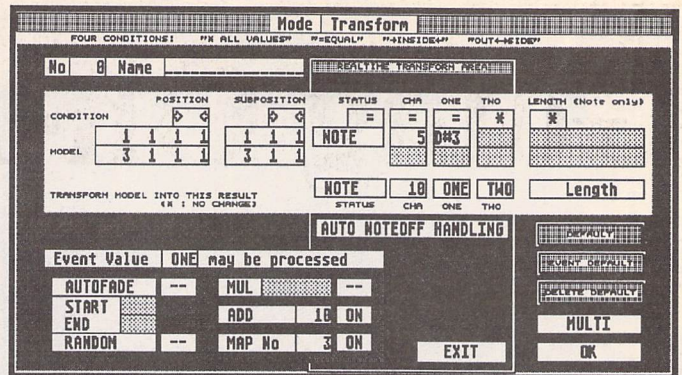 Mode Transform
FOUR CONDITIONS: "* ALL VALUES" "=EQUAL" "→INSIDE←" "OUT←→SIDE"
No 0 Name
REALTIME TRANSFORM AREA
POSITION SUBPOSITION STATUS CHA ONE TWO LENGTH (Note only)
CONDITION = = = * *
1 1 1 1 1 1 1 NOTE 5 D#3
MODEL 3 1 1 1 3 1 1
NOTE 10 ONE TWO Length
TRANSFORM MODEL INTO THIS RESULT
(* : NO CHANGE) STATUS CHA ONE TWO
AUTO NOTEOFF HANDLING
DEFAULT
Event Value ONE may be processed
EVENT DEFAULT
AUTOFADE -- MUL --
DELETE DEFAULT
START
END
ADD 10 ON
MULTI
RANDOM -- MAP No 3 ON
EXIT OK